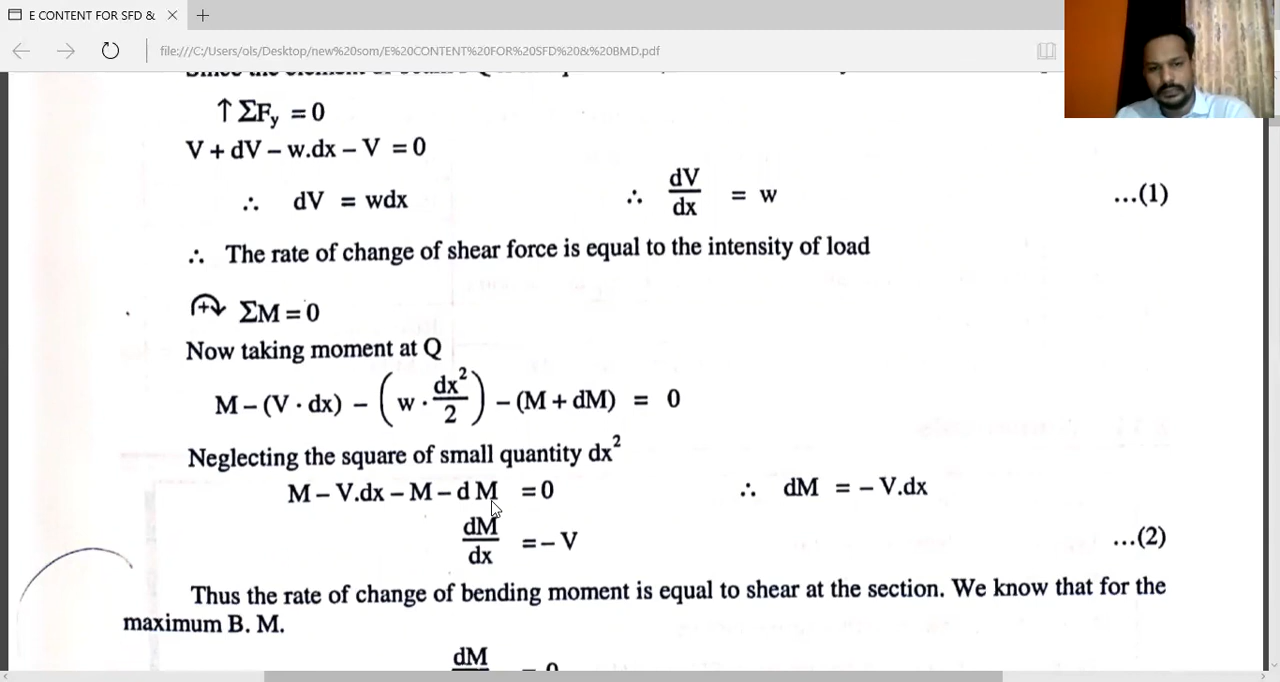 E CONTENT FOR SFD &
file:///C:/Users/ols/Desktop/new%20som/E%20CONTENT%20FOR%20SFD%20&%20BMD.pdf
↑ ΣFy = 0
V + dV – w.dx – V = 0
∴ dV = wdx ∴ dV/dx = w ...(1)
∴ The rate of change of shear force is equal to the intensity of load
ΣM = 0
Now taking moment at Q
M – (V · dx) – (w · dx²/2) – (M + dM) = 0
Neglecting the square of small quantity dx²
M – V.dx – M – d M = 0 ∴ dM = – V.dx
dM/dx = – V ...(2)
Thus the rate of change of bending moment is equal to shear at the section. We know that for the
maximum B. M.
dM = 0